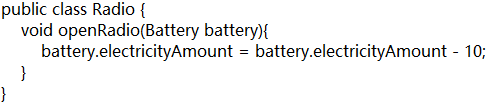 public class Radio {
    void openRadio(Battery battery){
        battery.electricityAmount = battery.electricityAmount - 10;
    }
}